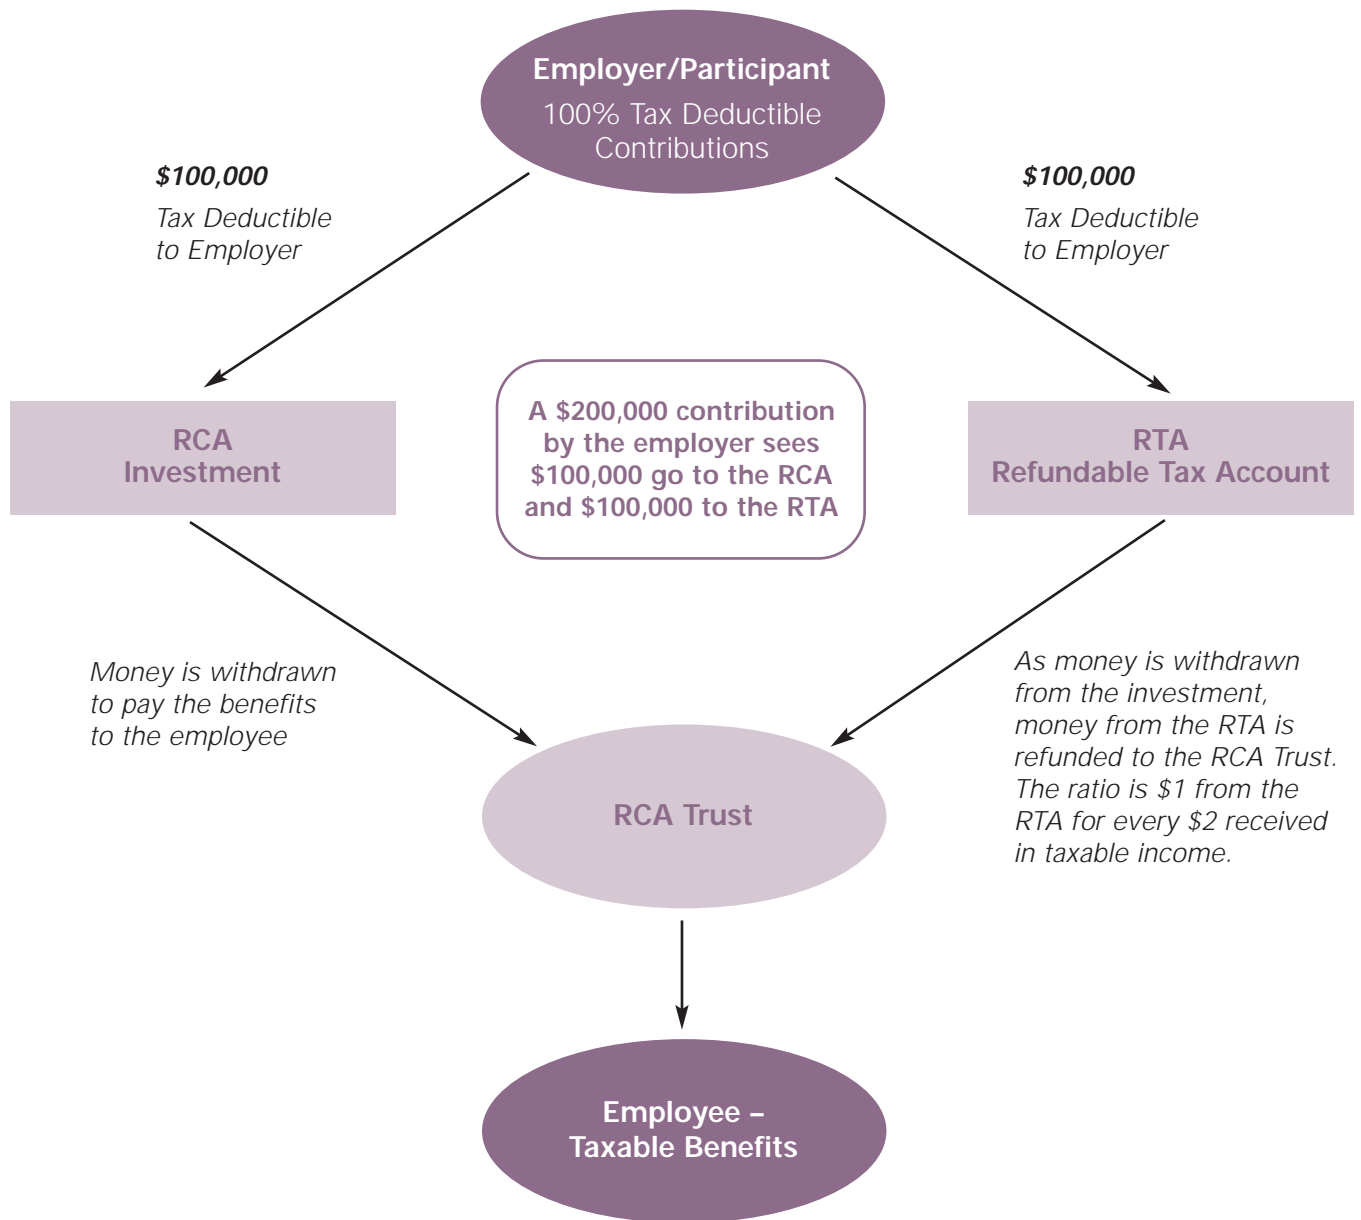 Employer/Participant
100% Tax Deductible
Contributions
$100,000
Tax Deductible
to Employer
$100,000
Tax Deductible
to Employer
RCA
Investment
A $200,000 contribution
by the employer sees
$100,000 go to the RCA
and $100,000 to the RTA
RTA
Refundable Tax Account
Money is withdrawn
to pay the benefits
to the employee
As money is withdrawn
from the investment,
money from the RTA is
refunded to the RCA Trust.
The ratio is $1 from the
RTA for every $2 received
in taxable income.
RCA Trust
Employee –
Taxable Benefits